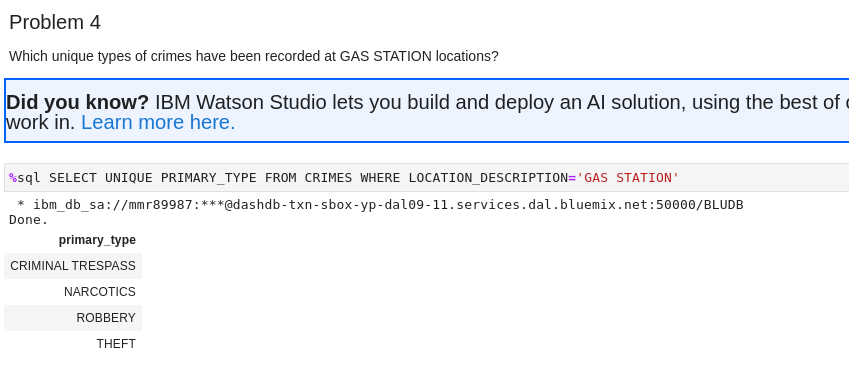 Problem 4
Which unique types of crimes have been recorded at GAS STATION locations?
Did you know? IBM Watson Studio lets you build and deploy an AI solution, using the best of
work in. Learn more here.
%sql SELECT UNIQUE PRIMARY_TYPE FROM CRIMES WHERE LOCATION_DESCRIPTION='GAS STATION'
* ibm_db_sa://mmr89987:***@dashdb-txn-sbox-yp-dal09-11.services.dal.bluemix.net:50000/BLUDB
Done.
primary_type
CRIMINAL TRESPASS
NARCOTICS
ROBBERY
THEFT